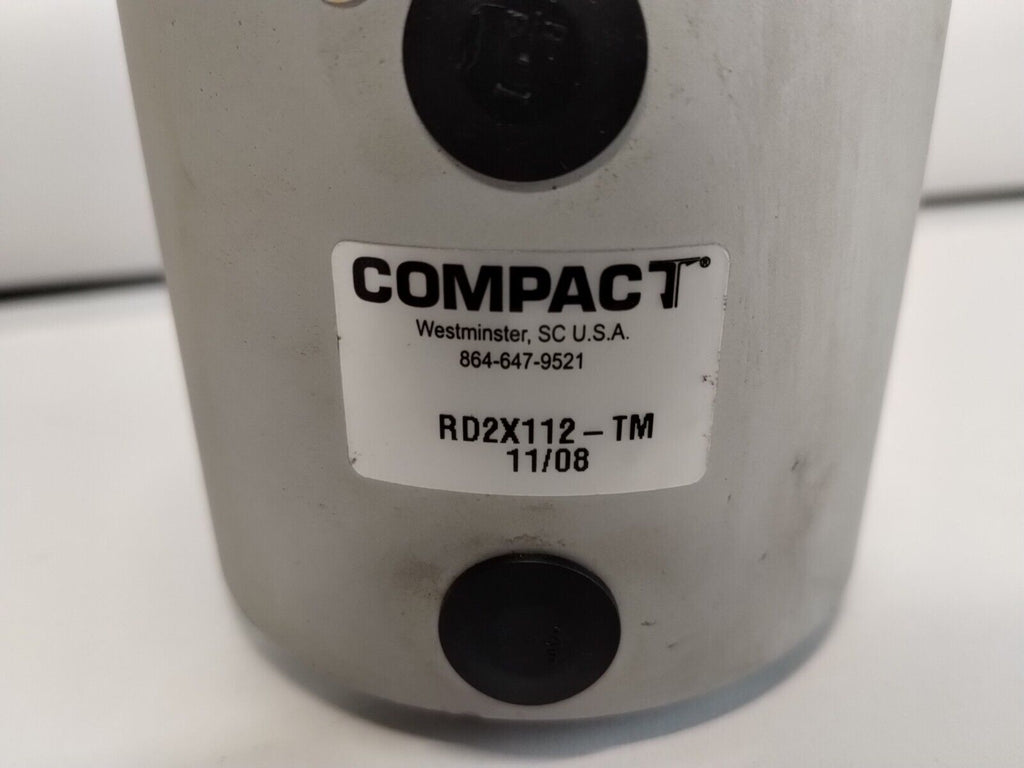 COMPACT®
Westminster, SC U.S.A.
864-647-9521
RD2X112-TM
11/08